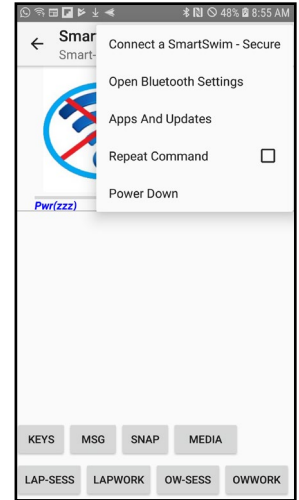 48% 8:55 AM
Smar
Smart-
Connect a SmartSwim - Secure
Open Bluetooth Settings
Apps And Updates
Repeat Command
Power Down
Pwr(zzz)
KEYS MSG SNAP MEDIA
LAP-SESS LAPWORK OW-SESS OWWORK